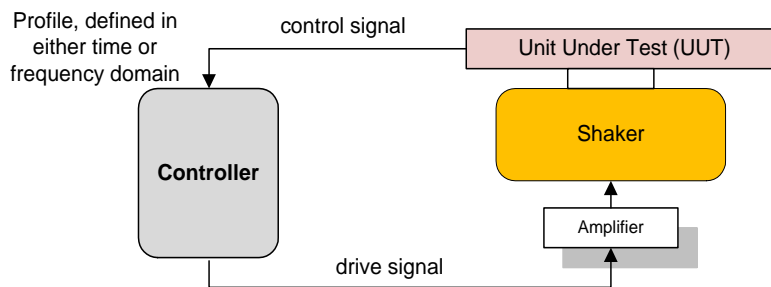 Profile, defined in
either time or
frequency domain
control signal
Unit Under Test (UUT)
Shaker
Controller
Amplifier
drive signal